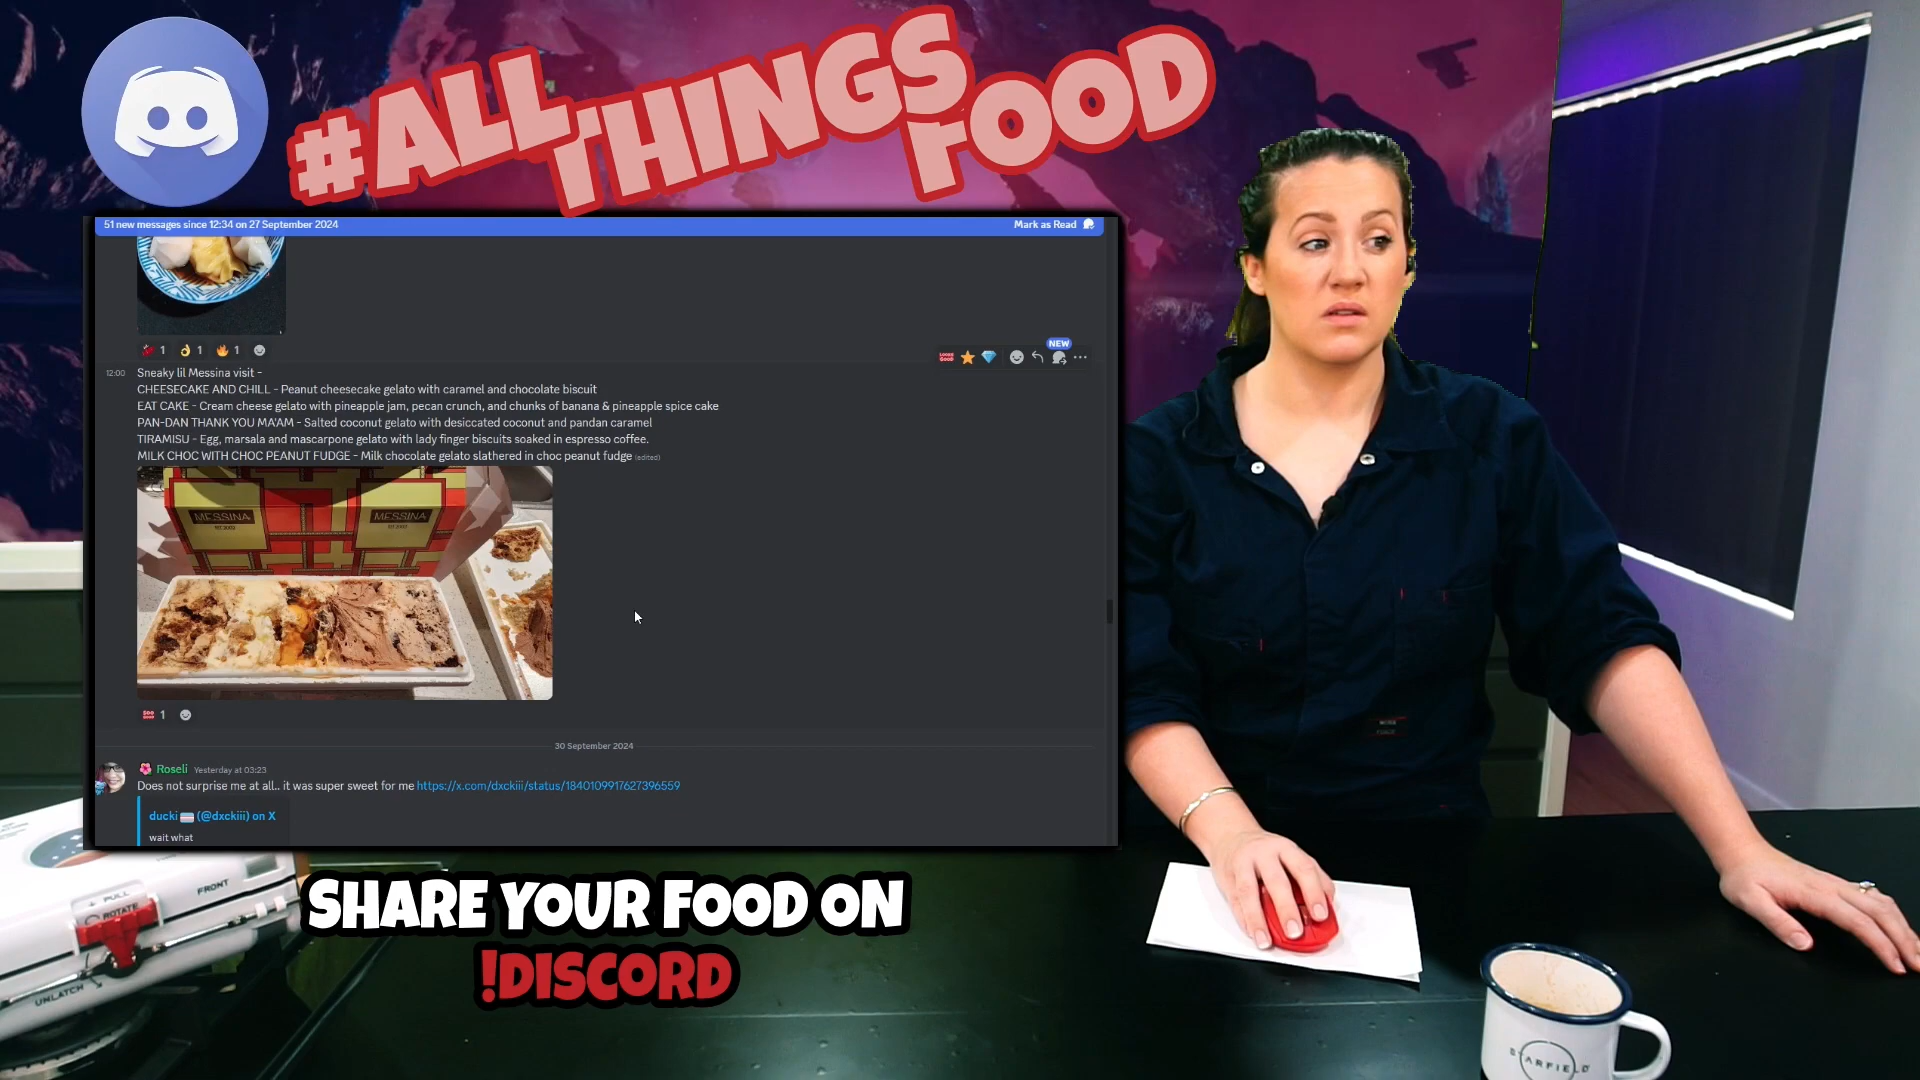 #ALL THINGS FOOD
51 new messages since 12:34 on 27 September 2024
Mark as Read
1
1
1
NEW
12:00
Sneaky lil Messina visit -
CHEESECAKE AND CHILL - Peanut cheesecake gelato with caramel and chocolate biscuit
EAT CAKE - Cream cheese gelato with pineapple jam, pecan crunch, and chunks of banana & pineapple spice cake
PAN-DAN THANK YOU MA'AM - Salted coconut gelato with desiccated coconut and pandan caramel
TIRAMISU - Egg, marsala and mascarpone gelato with lady finger biscuits soaked in espresso coffee.
MILK CHOC WITH CHOC PEANUT FUDGE - Milk chocolate gelato slathered in choc peanut fudge (edited)
MESSINA
MESSINA
1
30 September 2024
Roseli Yesterday at 03:23
Does not surprise me at all.. it was super sweet for me https://x.com/dxckiii/status/1840109917627396559
ducki (@dxckiii) on X
wait what
PULL
ROTATE
FRONT
UNLATCH
SHARE YOUR FOOD ON
!DISCORD
STARFIELD